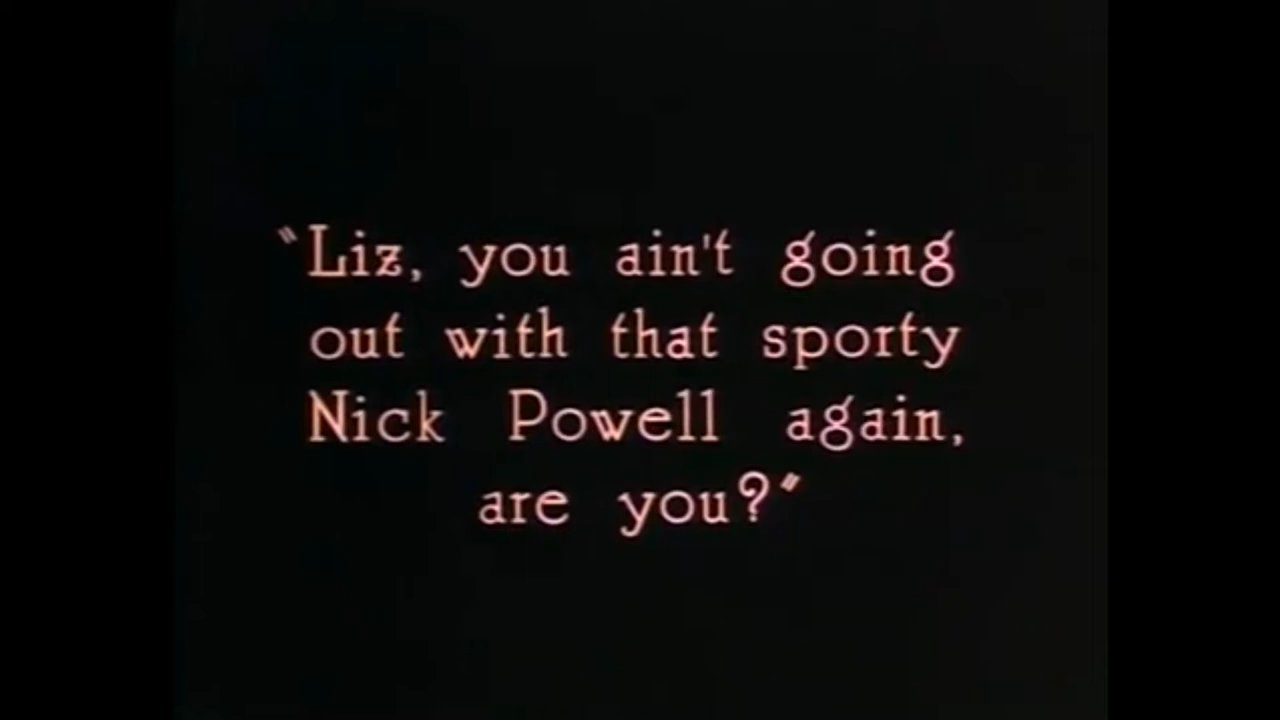 "Liz, you ain't going
out with that sporty
Nick Powell again,
are you?"